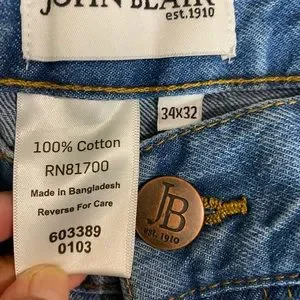 JOHN BLAIR
est.1910
34X32
100% Cotton
RN81700
Made in Bangladesh
Reverse For Care
603389
0103
JB
est. 1910